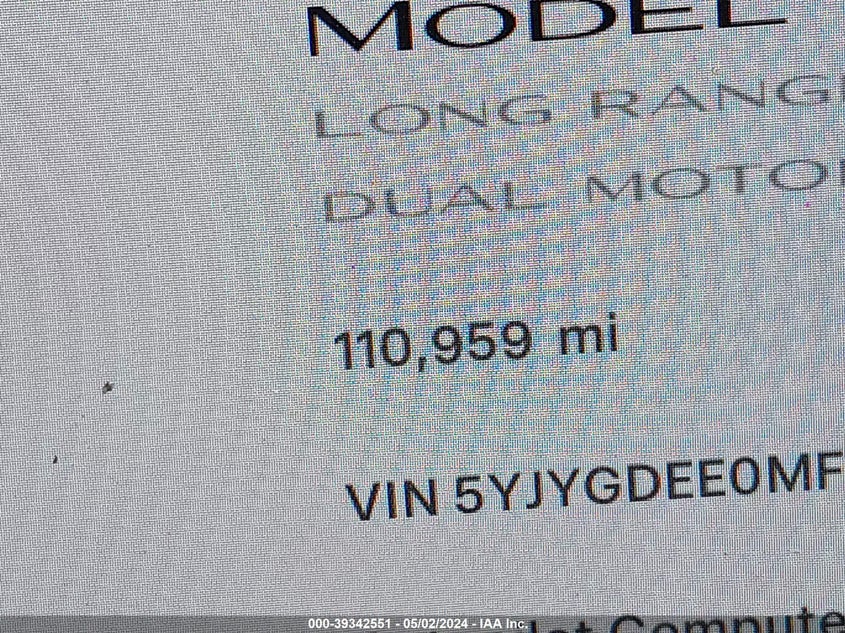 MODEL
LONG RANG
DUAL MOTO
110,959 mi
VIN 5YJYGDEE0MF
000-39342551 - 05/02/2024 - IAA Inc.